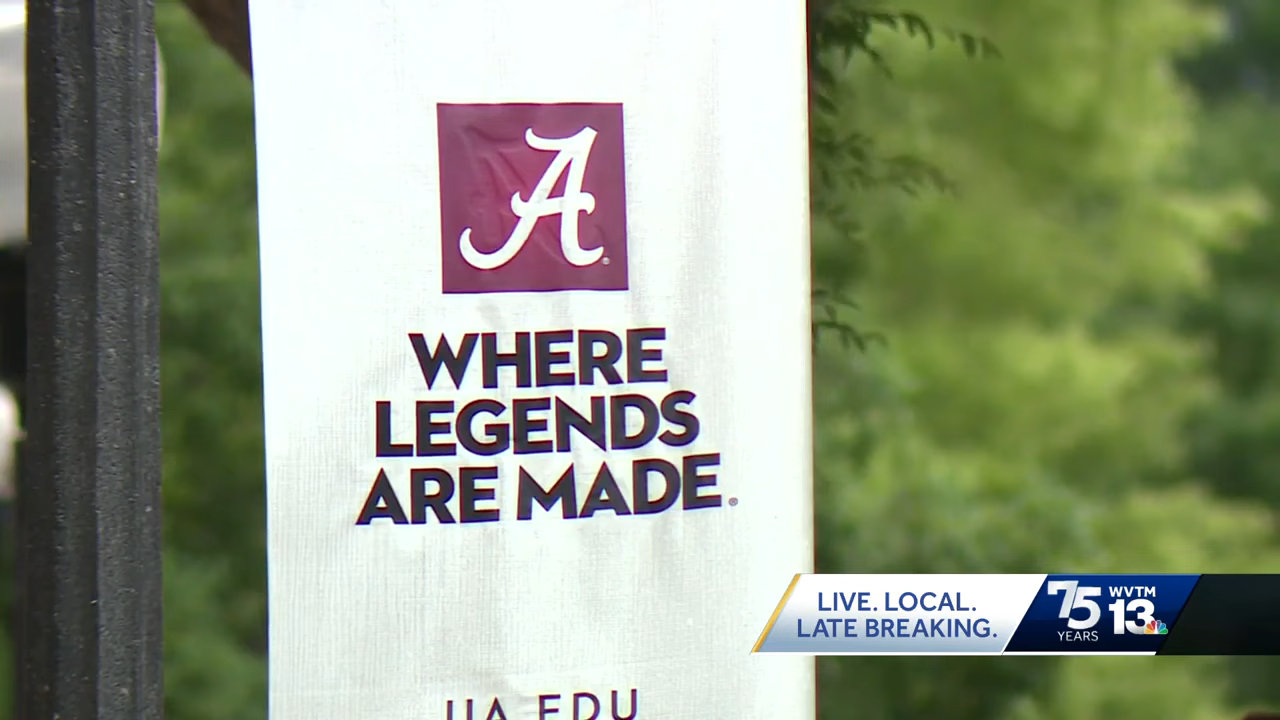 A
WHERE
LEGENDS
ARE MADE.®
UA.EDU
LIVE. LOCAL.
LATE BREAKING.
75
YEARS
WVTM
13